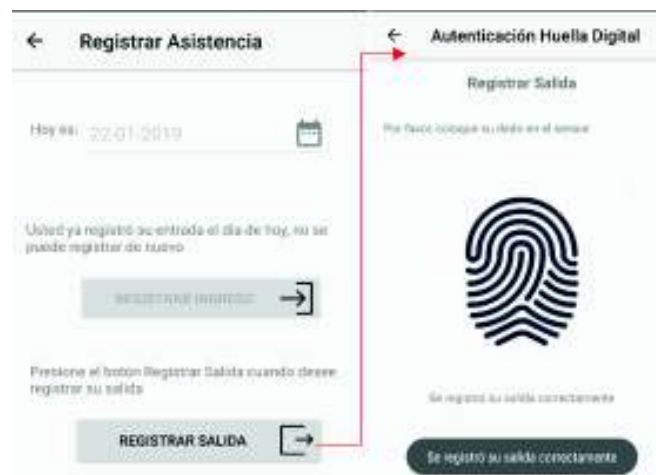 Registrar Asistencia
Hoy es: 22-01-2019
Usted ya registró su entrada el día de hoy, no se
puede registrar de nuevo
REGISTRAR INGRESO
Presione el botón Registrar Salida cuando desee
registrar su salida
REGISTRAR SALIDA
Autenticación Huella Digital
Registrar Salida
Por favor, coloque su dedo en el sensor
Se registró su salida correctamente
Se registró su salida correctamente